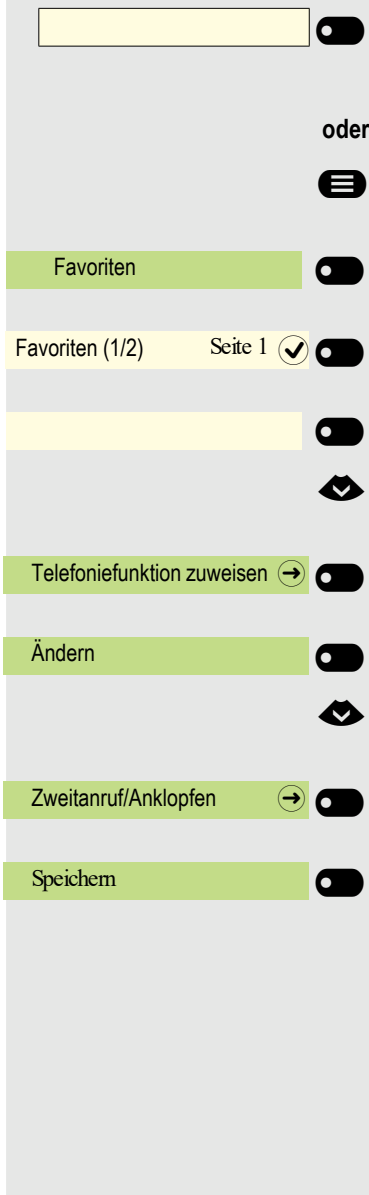 oder
Favoriten
Favoriten (1/2) Seite 1
Telefoniefunktion zuweisen
Ändern
Zweitanruf/Anklopfen
Speichern